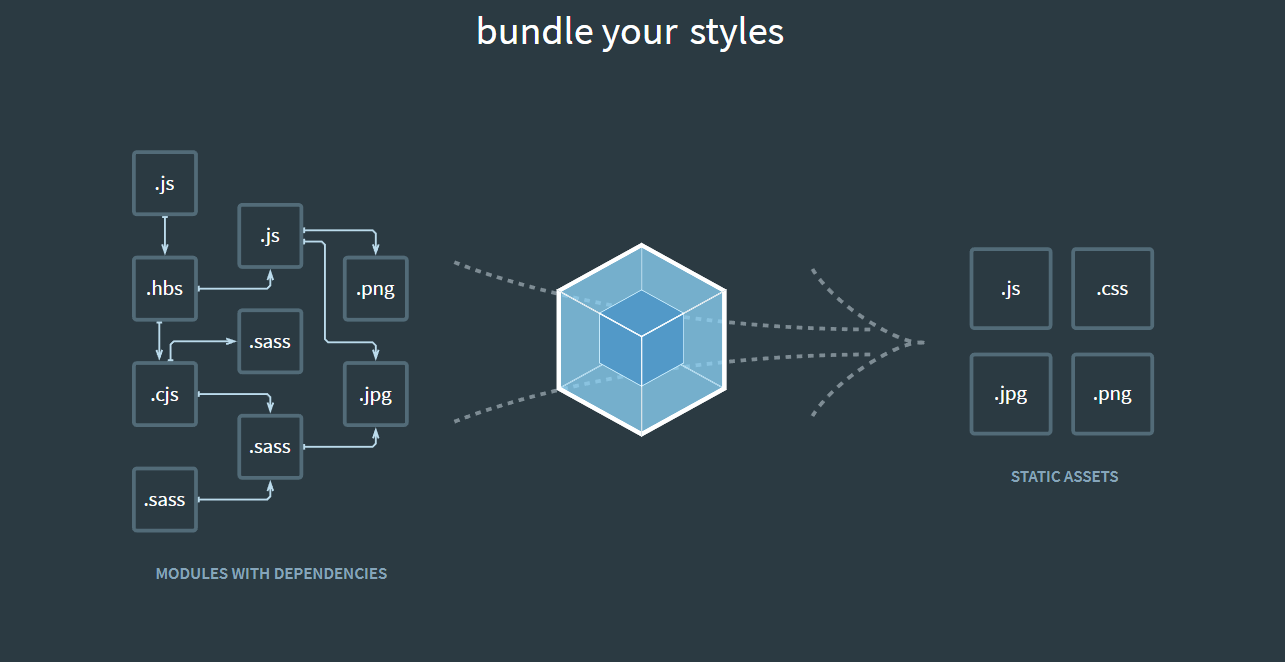 bundle your styles
.js
.js
.hbs
.png
.sass
.cjs
.jpg
.sass
.sass
MODULES WITH DEPENDENCIES
.js
.css
.jpg
.png
STATIC ASSETS